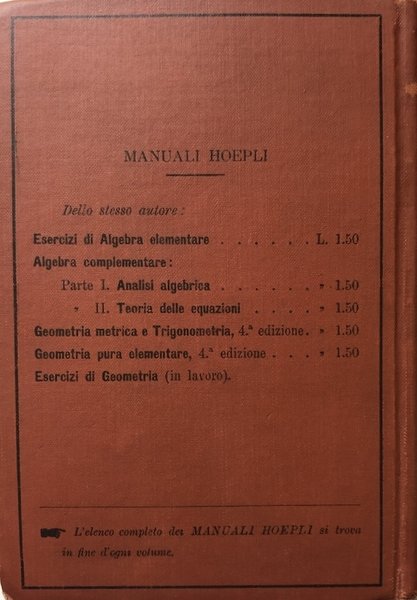 MANUALI HOEPLI
Dello stesso autore:
Esercizi di Algebra elementare . . . . . . L. 1.50
Algebra complementare:
Parte I. Analisi algebrica . . . . . . „ 1.50
„ II. Teoria delle equazioni . . . . „ 1.50
Geometria metrica e Trigonometria, 4.ª edizione. „ 1.50
Geometria pura elementare, 4.ª edizione . . . „ 1.50
Esercizi di Geometria (in lavoro).
L'elenco completo dei MANUALI HOEPLI si trova
in fine d'ogni volume.